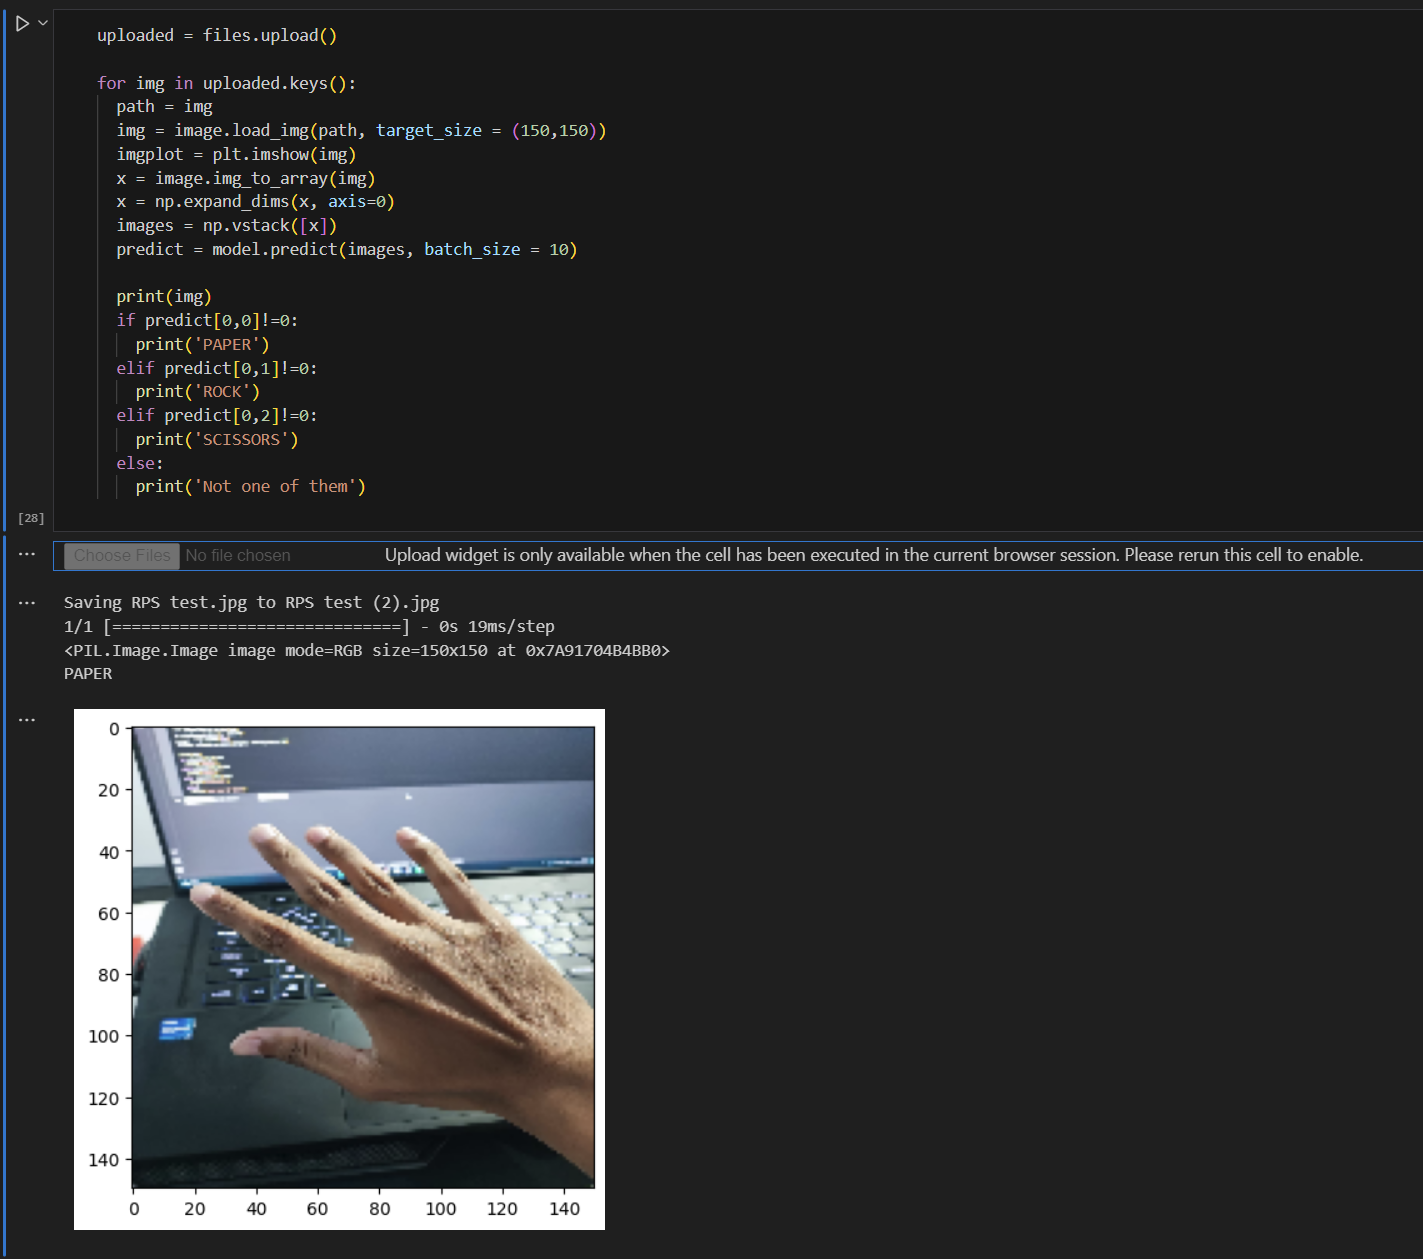 uploaded = files.upload()
for img in uploaded.keys():
path = img
img = image.load_img(path, target_size = (150,150))
imgplot = plt.imshow(img)
x = image.img_to_array(img)
x = np.expand_dims(x, axis=0)
images = np.vstack([x])
predict = model.predict(images, batch_size = 10)
print(img)
if predict[0,0]!=0:
print('PAPER')
elif predict[0,1]!=0:
print('ROCK')
elif predict[0,2]!=0:
print('SCISSORS')
else:
print('Not one of them')
[28]
Choose Files No file chosen Upload widget is only available when the cell has been executed in the current browser session. Please rerun this cell to enable.
Saving RPS test.jpg to RPS test (2).jpg
1/1 [==============================] - 0s 19ms/step
<PIL.Image.Image image mode=RGB size=150x150 at 0x7A91704B4BB0>
PAPER
0
20
40
60
80
100
120
140
0 20 40 60 80 100 120 140